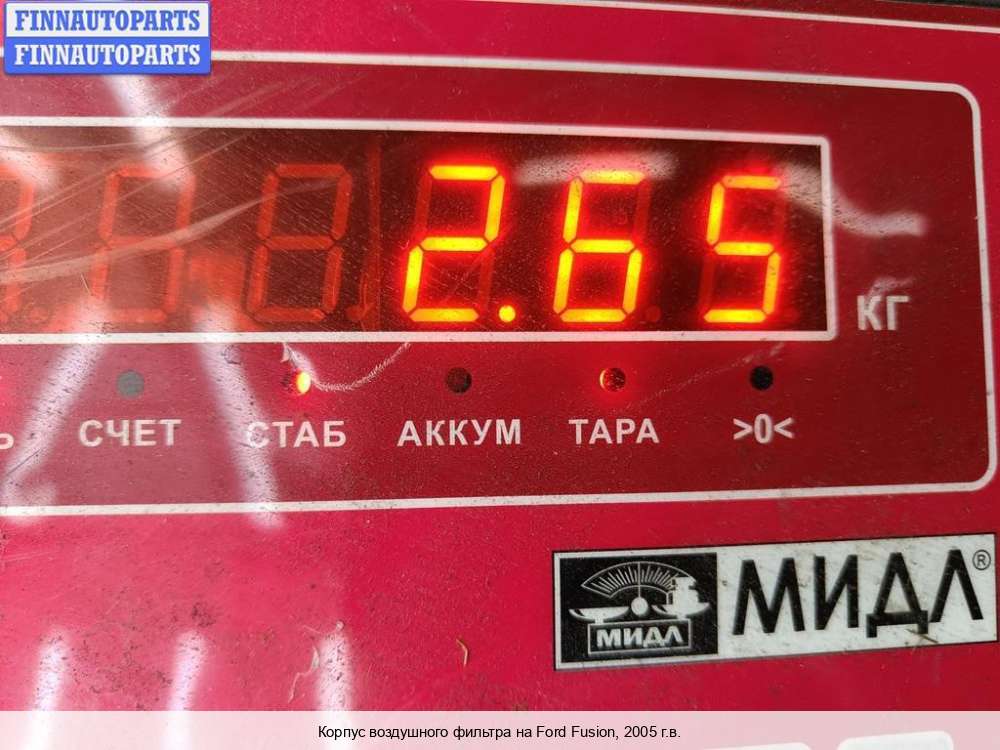 FINNAUTOPARTS
FINNAUTOPARTS
2.65
КГ
СЧЕТ СТАБ АККУМ ТАРА >0<
МИДЛ МИДЛ®
Корпус воздушного фильтра на Ford Fusion, 2005 г.в.